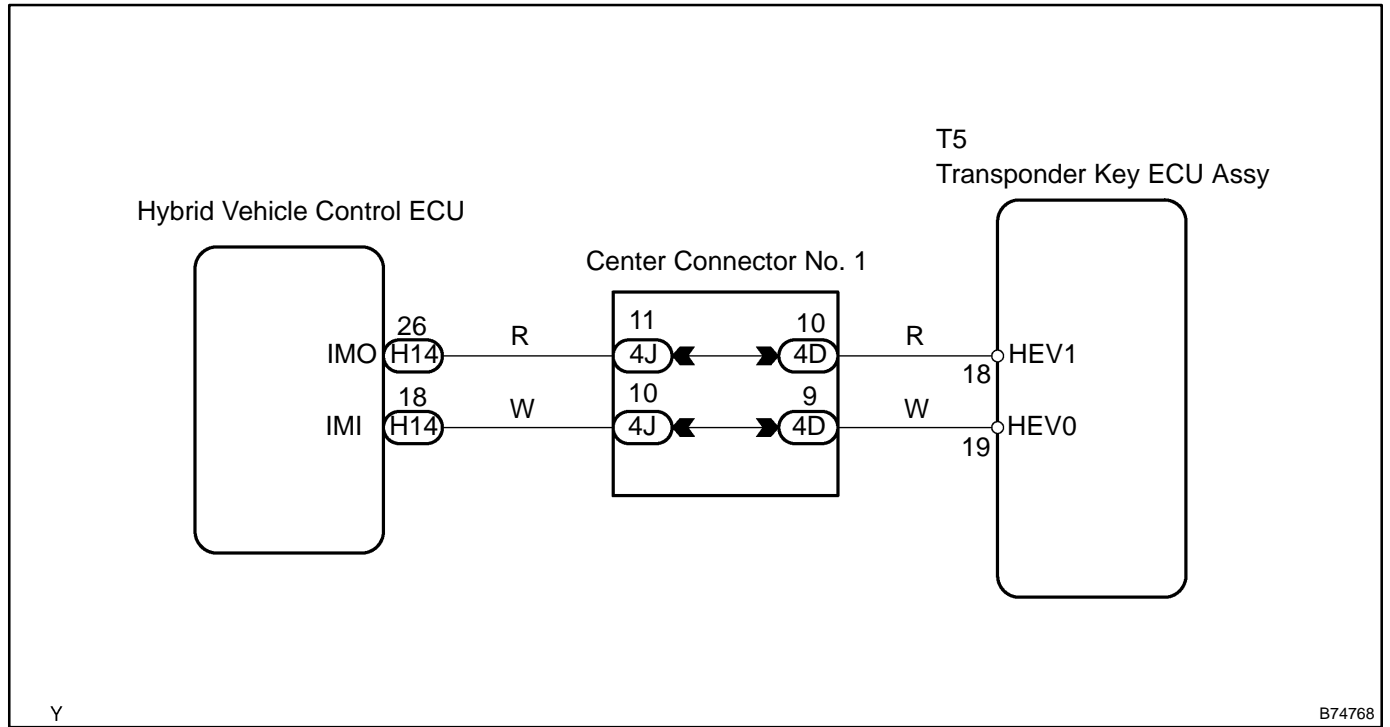 T5
Transponder Key ECU Assy
Hybrid Vehicle Control ECU
Center Connector No. 1
26 R 11 10 R
IMO H14 4J 4D HEV1
18
18 W 10 9 W
IMI H14 4J 4D HEV0
19
Y B74768